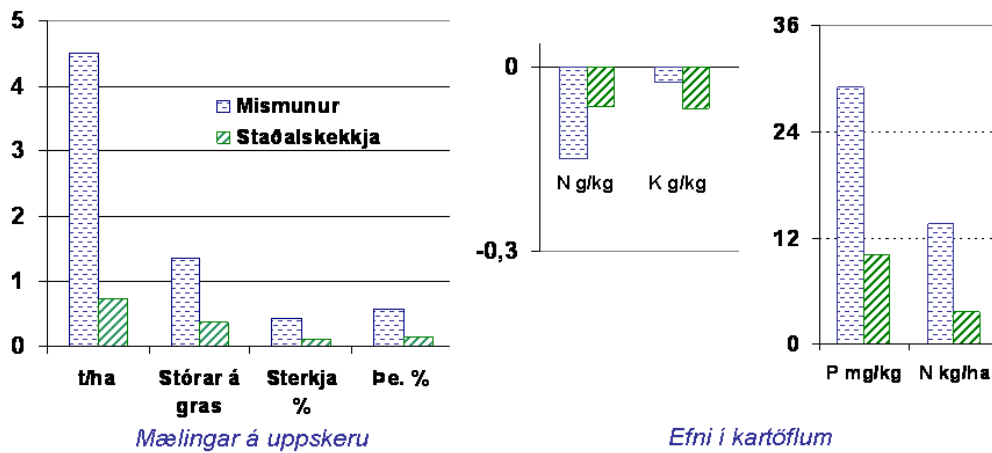 5
4
3
2
1
0
Mismunur
Staðalskekkja
t/ha
Stórar á
gras
Sterkja
%
Þe. %
Mælingar á uppskeru
0
-0,3
N g/kg
K g/kg
36
24
12
0
P mg/kg
N kg/ha
Efni í kartöflum